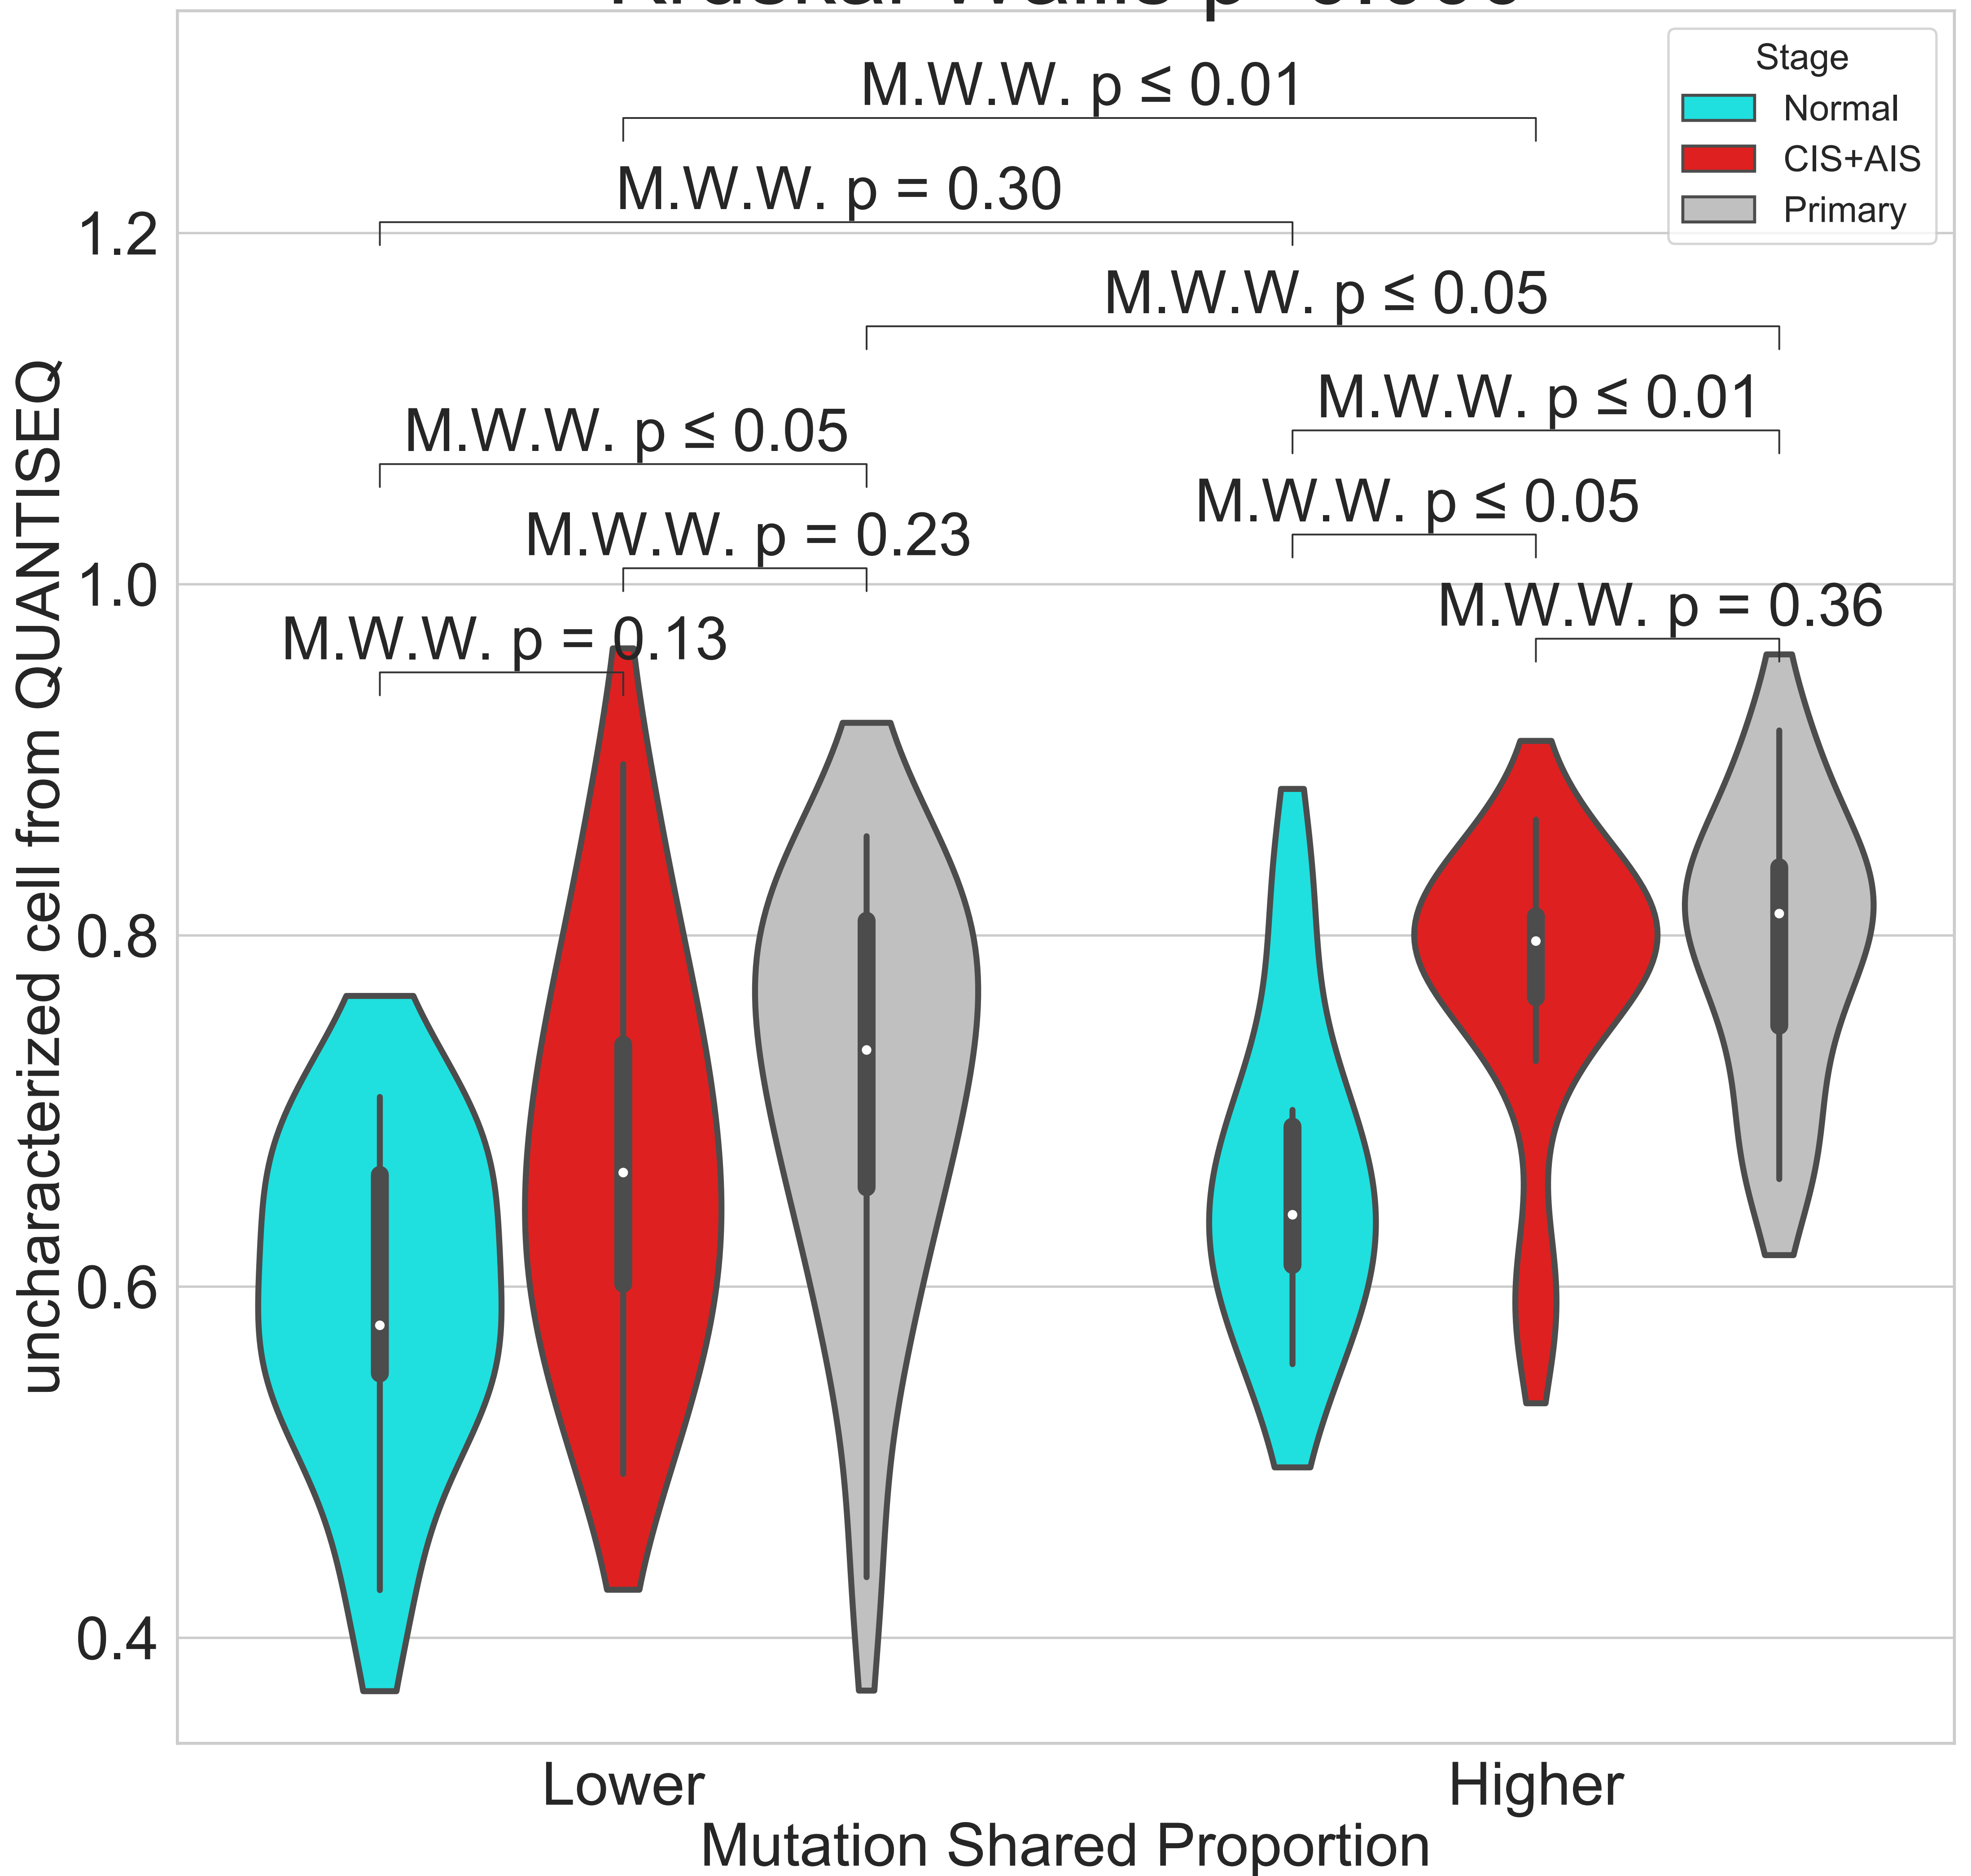 Stage
Normal
CIS+AIS
Primary
M.W.W. p ≤ 0.01
M.W.W. p = 0.30
M.W.W. p ≤ 0.05
M.W.W. p ≤ 0.01
M.W.W. p ≤ 0.05
M.W.W. p ≤ 0.05
M.W.W. p = 0.23
M.W.W. p = 0.36
M.W.W. p = 0.13
1.2
1.0
0.8
0.6
0.4
uncharacterized cell from QUANTISEQ
Lower
Higher
Mutation Shared Proportion